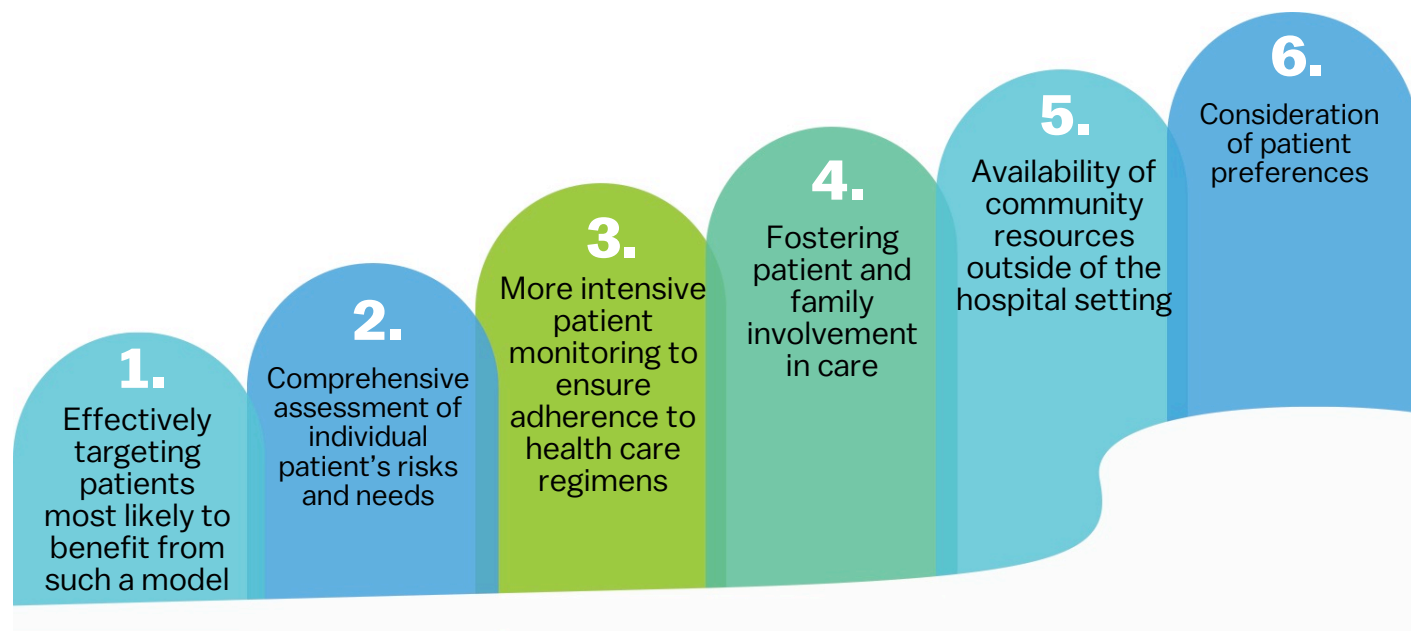 1.
Effectively
targeting
patients
most likely to
benefit from
such a model
2.
Comprehensive
assessment of
individual
patient's risks
and needs
3.
More intensive
patient
monitoring to
ensure
adherence to
health care
regimens
4.
Fostering
patient and
family
involvement
in care
5.
Availability of
community
resources
outside of the
hospital setting
6.
Consideration
of patient
preferences